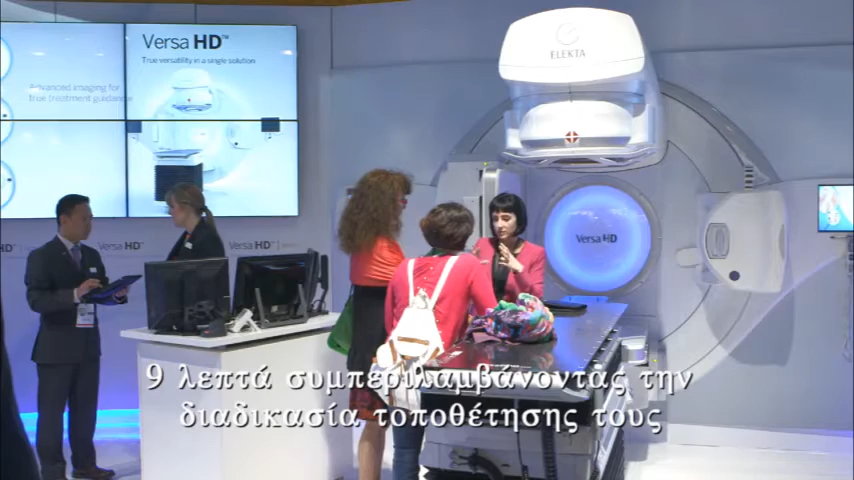 Versa HD™
True versatility in a single solution
Advanced imaging for
true treatment guidance
ELEKTA
Versa HD
Versa HD
Versa HD
9 λεπτά συμπεριλαμβάνοντας την
διαδικασία τοποθέτησης τους